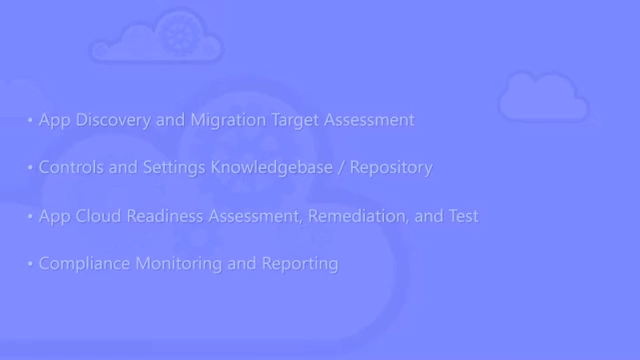 • App Discovery and Migration Target Assessment
• Controls and Settings Knowledgebase / Repository
• App Cloud Readiness Assessment, Remediation, and Test
• Compliance Monitoring and Reporting